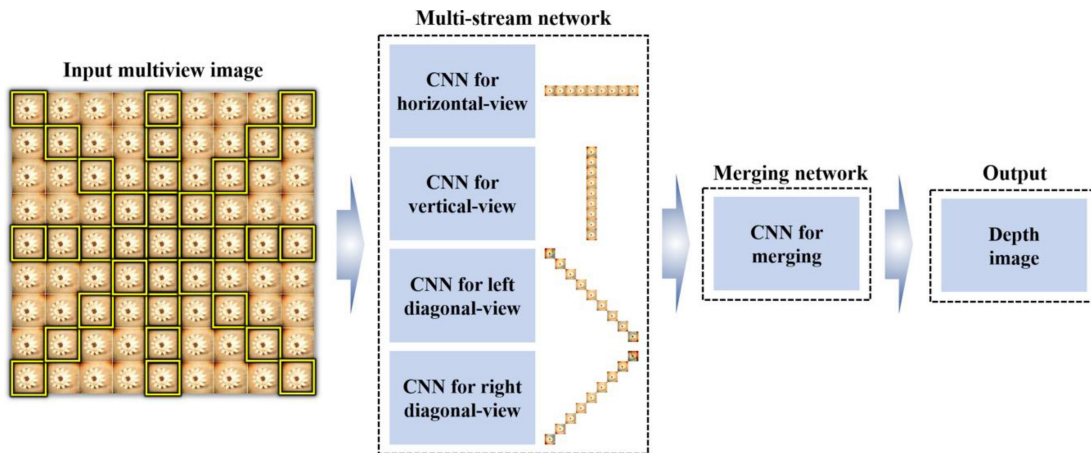 Input multiview image
Multi-stream network
CNN for
horizontal-view
CNN for
vertical-view
CNN for left
diagonal-view
CNN for right
diagonal-view
Merging network
CNN for
merging
Output
Depth
image